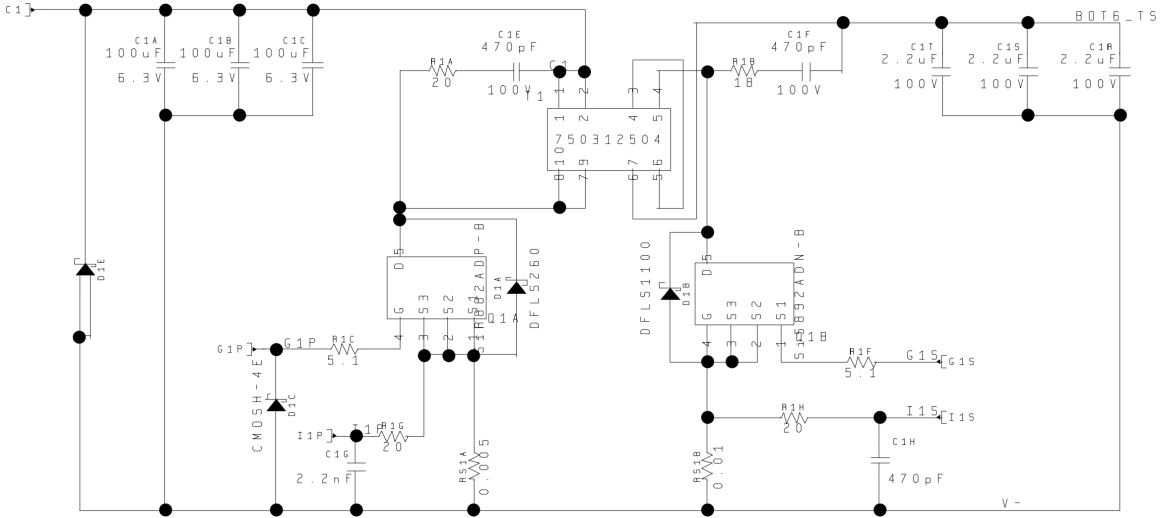 C1
BOT6_TS
C1A
100uF
6.3V
C1B
100uF
6.3V
C1C
100uF
6.3V
R1A
20
C1E
470pF
100V
C1
T1
1
2
3
4
1
2
4
5
750312504
10
9
7
6
8
7
6
5
R1B
18
C1F
470pF
100V
C1T
2.2uF
100V
C1S
2.2uF
100V
C1R
2.2uF
100V
D1E
D5
G
S3
S2
S1
4
3
2
1
Q1A
D1A
DFLS260
DFLS1100
D1B
D5
G
S3
S2
S1
4
3
2
1
SiS892ADN-B
Q1B
G1P
G1P
R1C
5.1
CMOSH-4E
D1C
I1P
I1P
R1G
20
C1G
2.2nF
RS1A
0.005
R1F
5.1
G1S
G1S
R1H
20
I1S
I1S
RS1B
0.01
C1H
470pF
V-